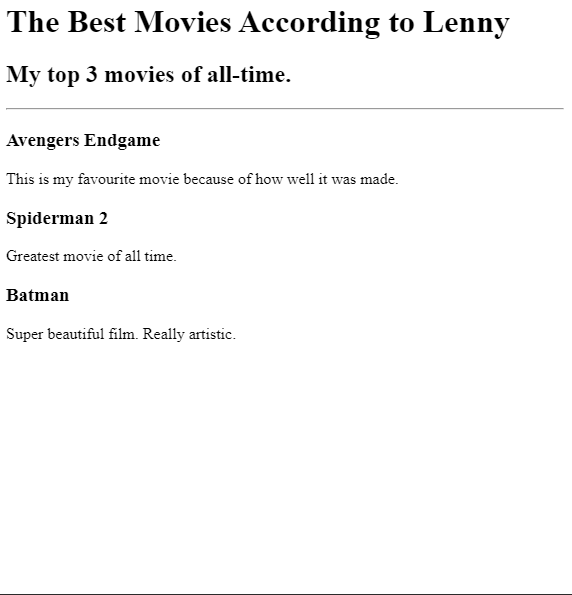 The Best Movies According to Lenny
My top 3 movies of all-time.
Avengers Endgame
This is my favourite movie because of how well it was made.
Spiderman 2
Greatest movie of all time.
Batman
Super beautiful film. Really artistic.